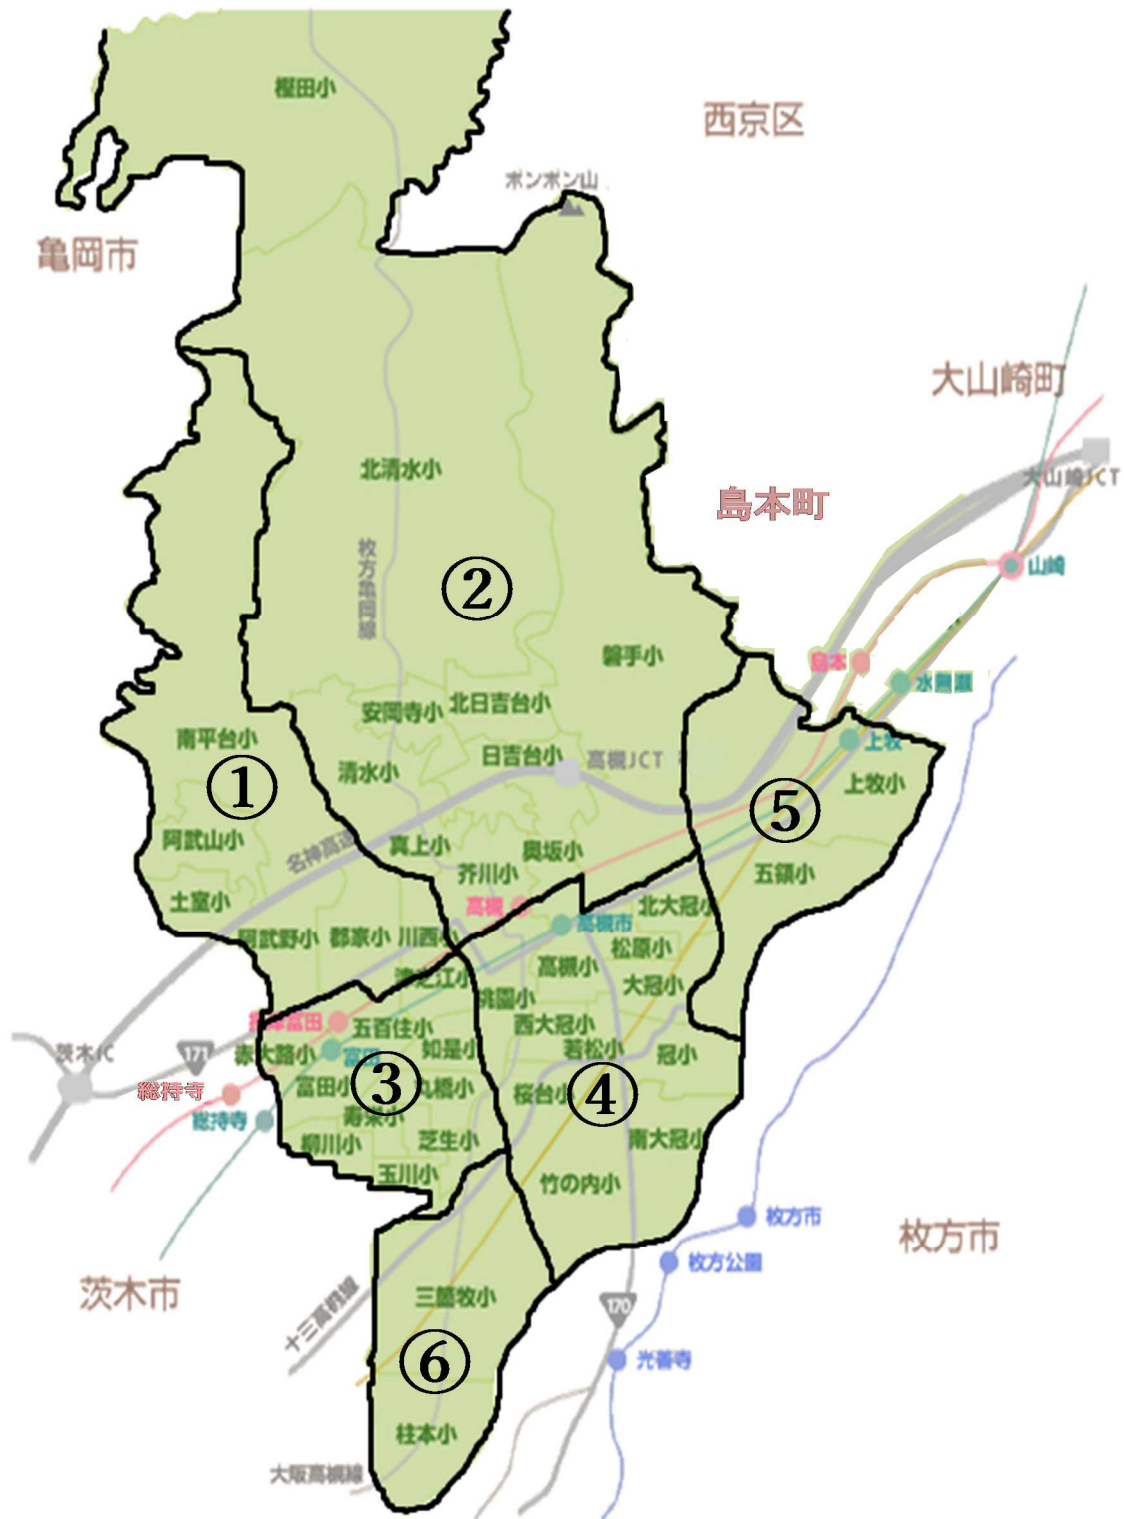 樫田小
西京区
ポンポン山
亀岡市
大山崎町
大山崎JCT
北清水小
島本町
枚方亀岡線
②
山崎
磐手小
島本
水無瀬
安岡寺小
北日吉台小
南平台小
上牧
日吉台小
高槻JCT
清水小
①
上牧小
⑤
阿武山小
名神高速
真上小
奥坂小
芥川小
五領小
土室小
高槻
北大冠小
高槻市
阿武野小
郡家小
川西小
松原小
高槻小
津之江小
大冠小
桃園小
摂津富田
五百住小
西大冠小
茨木IC
171
赤大路小
富田
如是小
若松小
冠小
総持寺
富田小
③
丸橋小
桜台小
④
寿栄小
総持寺
柳川小
芝生小
南大冠小
玉川小
竹の内小
枚方市
枚方市
枚方公園
茨木市
三箇牧小
十三高槻線
170
⑥
光善寺
柱本小
大阪高槻線